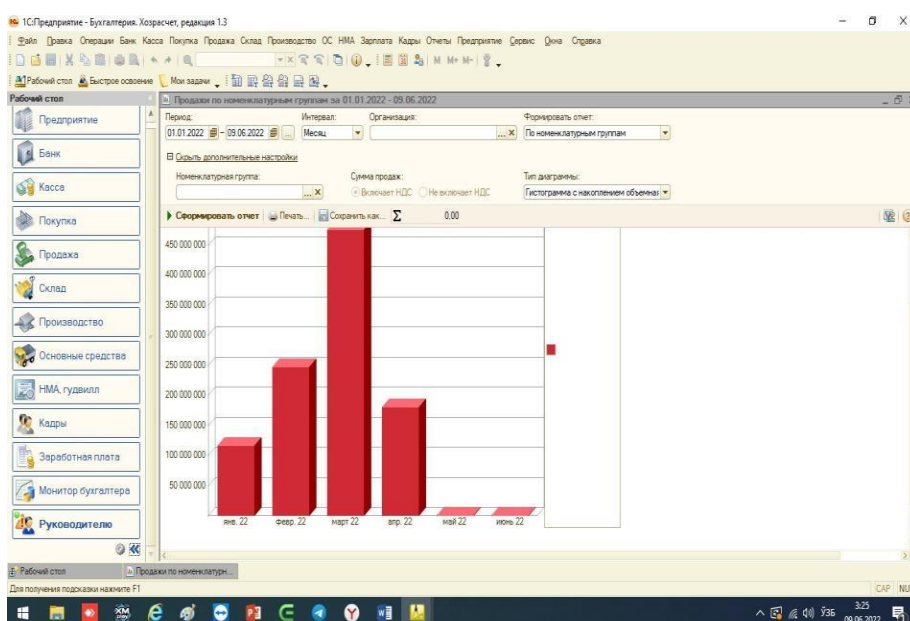 1С:Предприятие - Бухгалтерия. Хозрасчет, редакция 1.3
Файл Правка Операции Банк Касса Покупка Продажа Склад Производство ОС НМА Зарплата Кадры Отчеты Предприятие Сервис Окна Справка
M M+ M-
Рабочий стол Быстрое освоение Мои задачи
Рабочий стол
Продажи по номенклатурным группам за 01.01.2022 - 09.06.2022
Предприятие
Банк
Касса
Покупка
Продажа
Склад
Производство
Основные средства
НМА, гудвилл
Кадры
Заработная плата
Монитор бухгалтера
Руководителю
Период: Интервал: Организация: Формировать отчет:
01.01.2022 - 09.06.2022 ... Месяц ... X По номенклатурным группам
Скрыть дополнительные настройки
Номенклатурная группа: Сумма продаж: Тип диаграммы:
... X Включает НДС Не включает НДС Гистограмма с накоплением объемная
Сформировать отчет Печать... Сохранить как... Σ 0.00
450 000 000
400 000 000
350 000 000
300 000 000
250 000 000
200 000 000
150 000 000
100 000 000
50 000 000
янв. 22 февр. 22 март 22 апр. 22 май 22 июнь 22
Рабочий стол Продажи по номенклатурн...
Для получения подсказки нажмите F1 CAP NU
ЎЗБ 3:25
09.06.2022